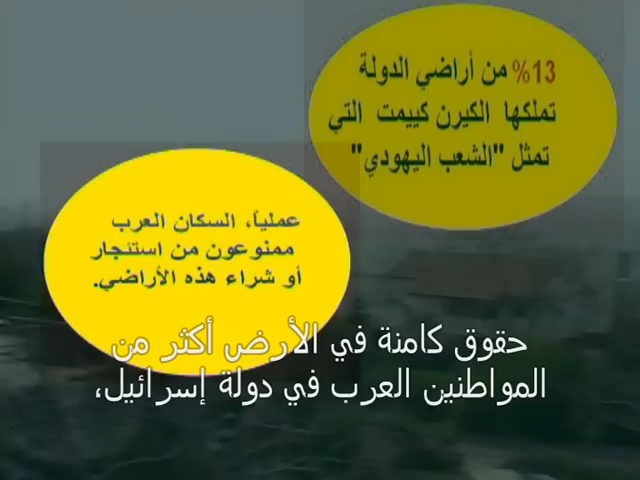 %13 من أراضي الدولة
تملكها الكيرن كييمت التي
تمثل "الشعب اليهودي"
عملياً، السكان العرب
ممنوعون من استئجار
أو شراء هذه الأراضي.
حقوق كامنة في الأرض أكثر من
المواطنين العرب في دولة إسرائيل،